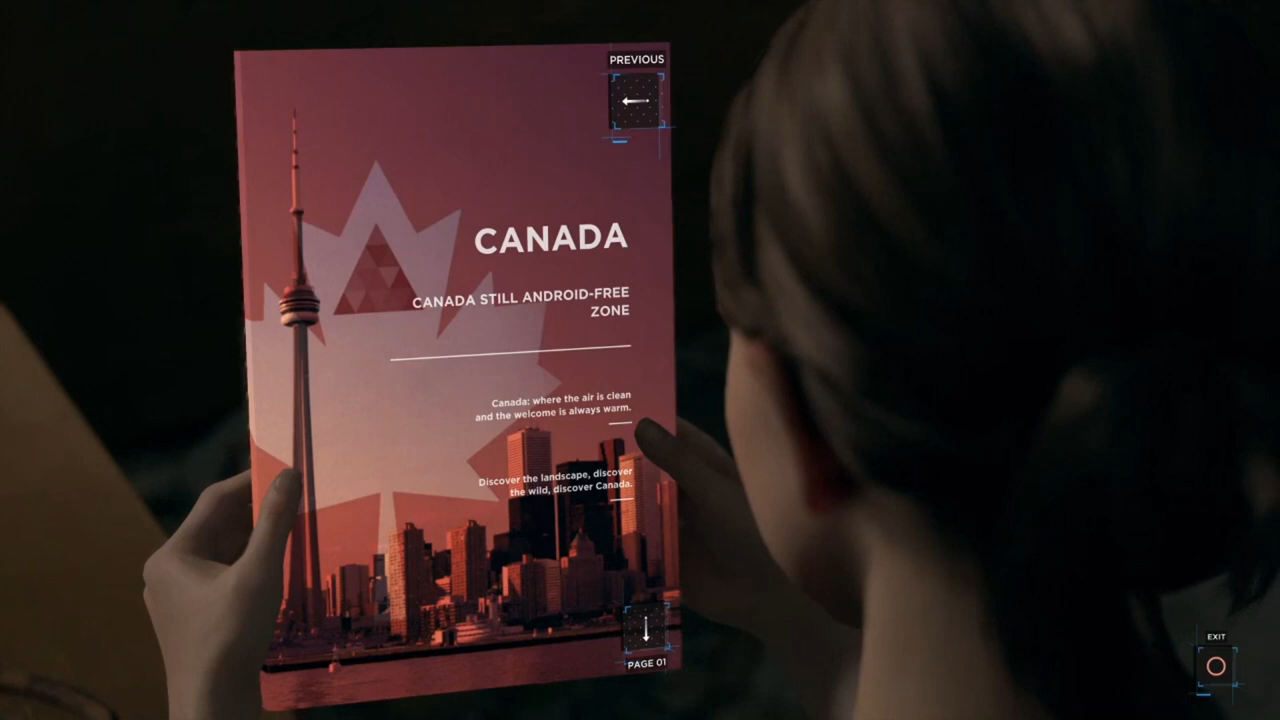 PREVIOUS
CANADA
CANADA STILL ANDROID-FREE
ZONE
Canada: where the air is clean
and the welcome is always warm.
Discover the landscape, discover
the wild, discover Canada.
PAGE 01
EXIT